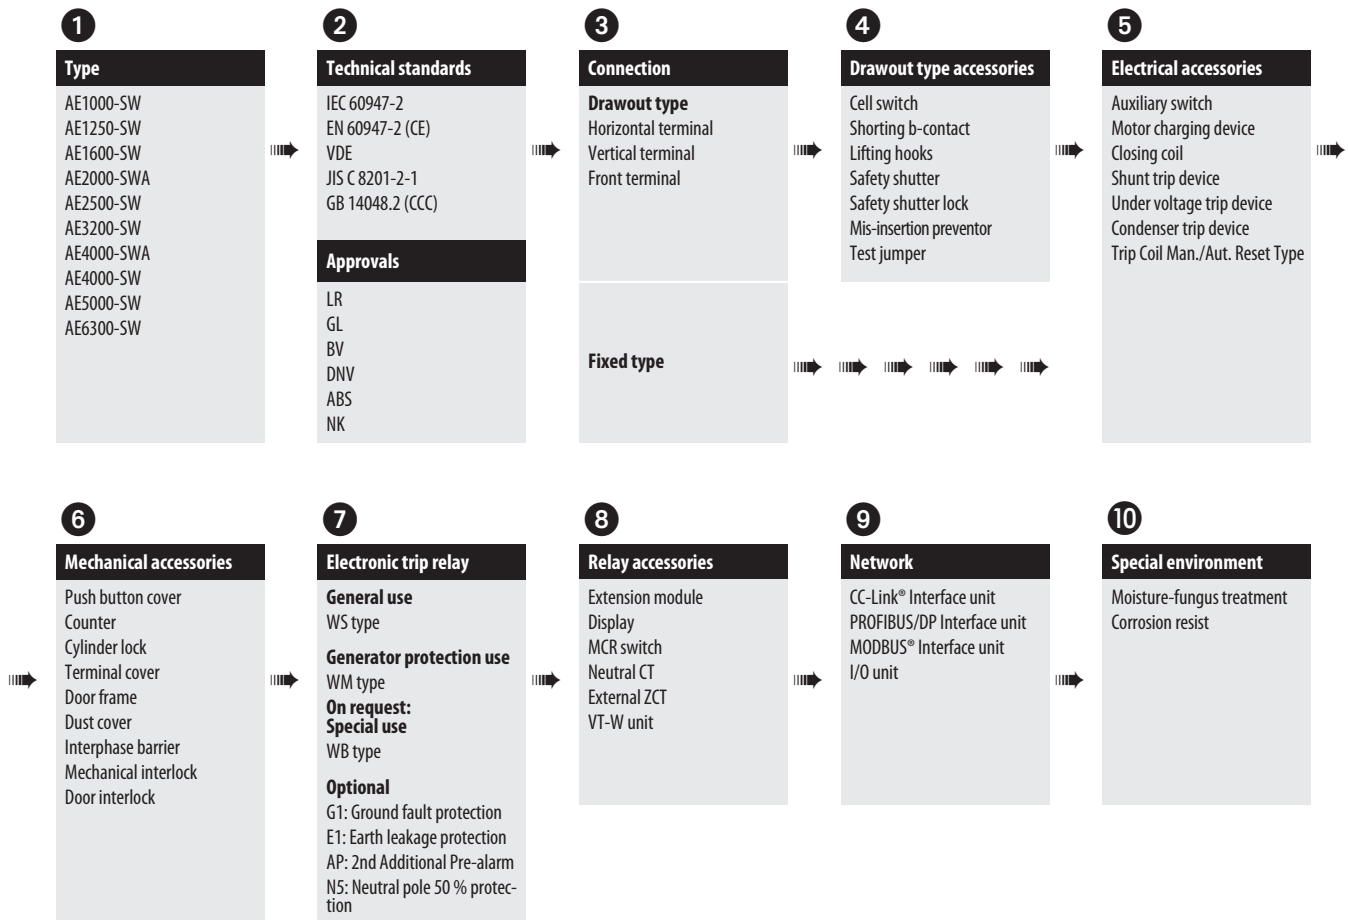 1
Type
AE1000-SW
AE1250-SW
AE1600-SW
AE2000-SWA
AE2500-SW
AE3200-SW
AE4000-SWA
AE4000-SW
AE5000-SW
AE6300-SW
2
Technical standards
IEC 60947-2
EN 60947-2 (CE)
VDE
JIS C 8201-2-1
GB 14048.2 (CCC)
Approvals
LR
GL
BV
DNV
ABS
NK
3
Connection
Drawout type
Horizontal terminal
Vertical terminal
Front terminal
Fixed type
4
Drawout type accessories
Cell switch
Shorting b-contact
Lifting hooks
Safety shutter
Safety shutter lock
Mis-insertion preventor
Test jumper
5
Electrical accessories
Auxiliary switch
Motor charging device
Closing coil
Shunt trip device
Under voltage trip device
Condenser trip device
Trip Coil Man./Aut. Reset Type
6
Mechanical accessories
Push button cover
Counter
Cylinder lock
Terminal cover
Door frame
Dust cover
Interphase barrier
Mechanical interlock
Door interlock
7
Electronic trip relay
General use
WS type
Generator protection use
WM type
On request:
Special use
WB type
Optional
G1: Ground fault protection
E1: Earth leakage protection
AP: 2nd Additional Pre-alarm
N5: Neutral pole 50 % protec-
tion
8
Relay accessories
Extension module
Display
MCR switch
Neutral CT
External ZCT
VT-W unit
9
Network
CC-Link® Interface unit
PROFIBUS/DP Interface unit
MODBUS® Interface unit
I/O unit
10
Special environment
Moisture-fungus treatment
Corrosion resist